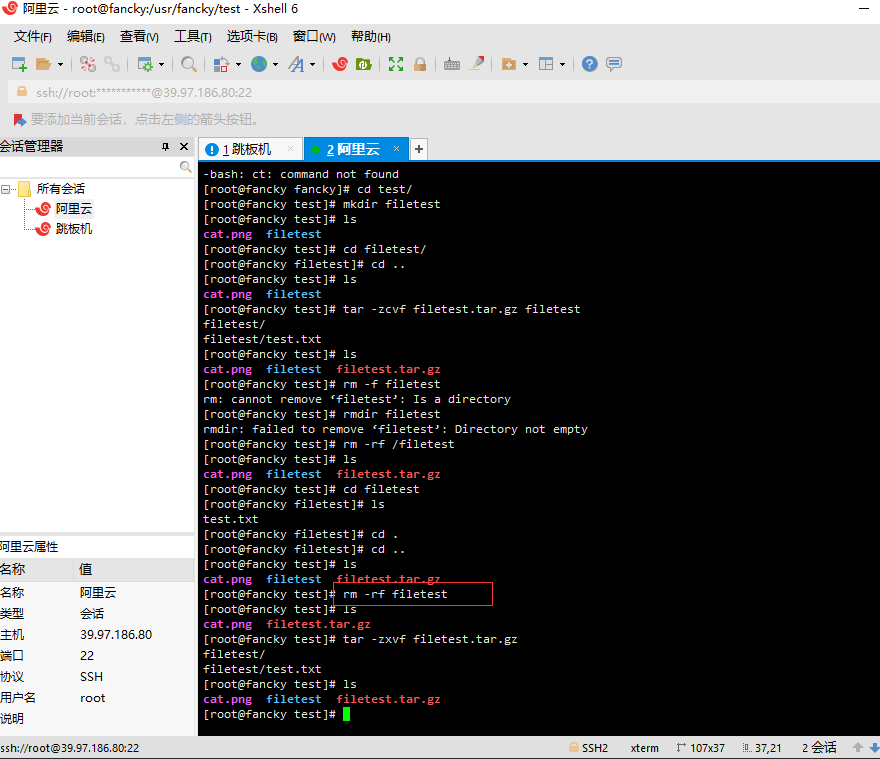 阿里云 - root@fancky:/usr/fancky/test - Xshell 6
文件(F) 编辑(E) 查看(V) 工具(T) 选项卡(B) 窗口(W) 帮助(H)
ssh://root:***********@39.97.186.80:22
要添加当前会话，点击左侧的箭头按钮。
会话管理器
所有会话
阿里云
跳板机
阿里云属性
名称 值
名称 阿里云
类型 会话
主机 39.97.186.80
端口 22
协议 SSH
用户名 root
说明
1 跳板机 × 2 阿里云 × +
-bash: ct: command not found
[root@fancky fancky]# cd test/
[root@fancky test]# mkdir filetest
[root@fancky test]# ls
cat.png filetest
[root@fancky test]# cd filetest/
[root@fancky filetest]# cd ..
[root@fancky test]# ls
cat.png filetest
[root@fancky test]# tar -zcvf filetest.tar.gz filetest
filetest/
filetest/test.txt
[root@fancky test]# ls
cat.png filetest filetest.tar.gz
[root@fancky test]# rm -f filetest
rm: cannot remove ‘filetest’: Is a directory
[root@fancky test]# rmdir filetest
rmdir: failed to remove ‘filetest’: Directory not empty
[root@fancky test]# rm -rf /filetest
[root@fancky test]# ls
cat.png filetest filetest.tar.gz
[root@fancky test]# cd filetest
[root@fancky filetest]# ls
test.txt
[root@fancky filetest]# cd .
[root@fancky filetest]# cd ..
[root@fancky test]# ls
cat.png filetest filetest.tar.gz
[root@fancky test]# rm -rf filetest
[root@fancky test]# ls
cat.png filetest.tar.gz
[root@fancky test]# tar -zxvf filetest.tar.gz
filetest/
filetest/test.txt
[root@fancky test]# ls
cat.png filetest filetest.tar.gz
[root@fancky test]#
ssh://root@39.97.186.80:22 SSH2 xterm 107x37 37,21 2 会话